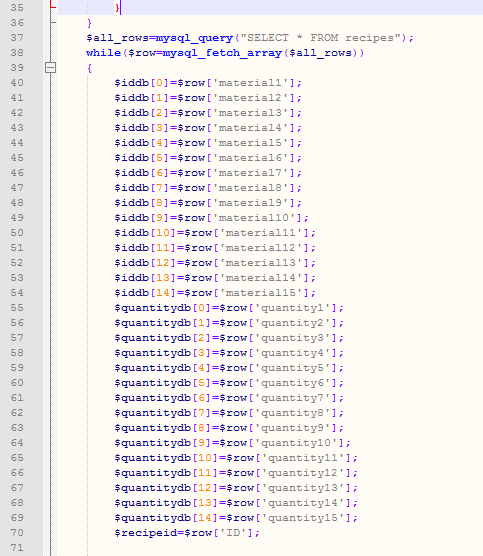 35 }
36 }
37 $all_rows=mysql_query("SELECT * FROM recipes");
38 while($row=mysql_fetch_array($all_rows))
39 {
40 $iddb[0]=$row['material1'];
41 $iddb[1]=$row['material2'];
42 $iddb[2]=$row['material3'];
43 $iddb[3]=$row['material4'];
44 $iddb[4]=$row['material5'];
45 $iddb[5]=$row['material6'];
46 $iddb[6]=$row['material7'];
47 $iddb[7]=$row['material8'];
48 $iddb[8]=$row['material9'];
49 $iddb[9]=$row['material10'];
50 $iddb[10]=$row['material11'];
51 $iddb[11]=$row['material12'];
52 $iddb[12]=$row['material13'];
53 $iddb[13]=$row['material14'];
54 $iddb[14]=$row['material15'];
55 $quantitydb[0]=$row['quantity1'];
56 $quantitydb[1]=$row['quantity2'];
57 $quantitydb[2]=$row['quantity3'];
58 $quantitydb[3]=$row['quantity4'];
59 $quantitydb[4]=$row['quantity5'];
60 $quantitydb[5]=$row['quantity6'];
61 $quantitydb[6]=$row['quantity7'];
62 $quantitydb[7]=$row['quantity8'];
63 $quantitydb[8]=$row['quantity9'];
64 $quantitydb[9]=$row['quantity10'];
65 $quantitydb[10]=$row['quantity11'];
66 $quantitydb[11]=$row['quantity12'];
67 $quantitydb[12]=$row['quantity13'];
68 $quantitydb[13]=$row['quantity14'];
69 $quantitydb[14]=$row['quantity15'];
70 $recipeid=$row['ID'];
71